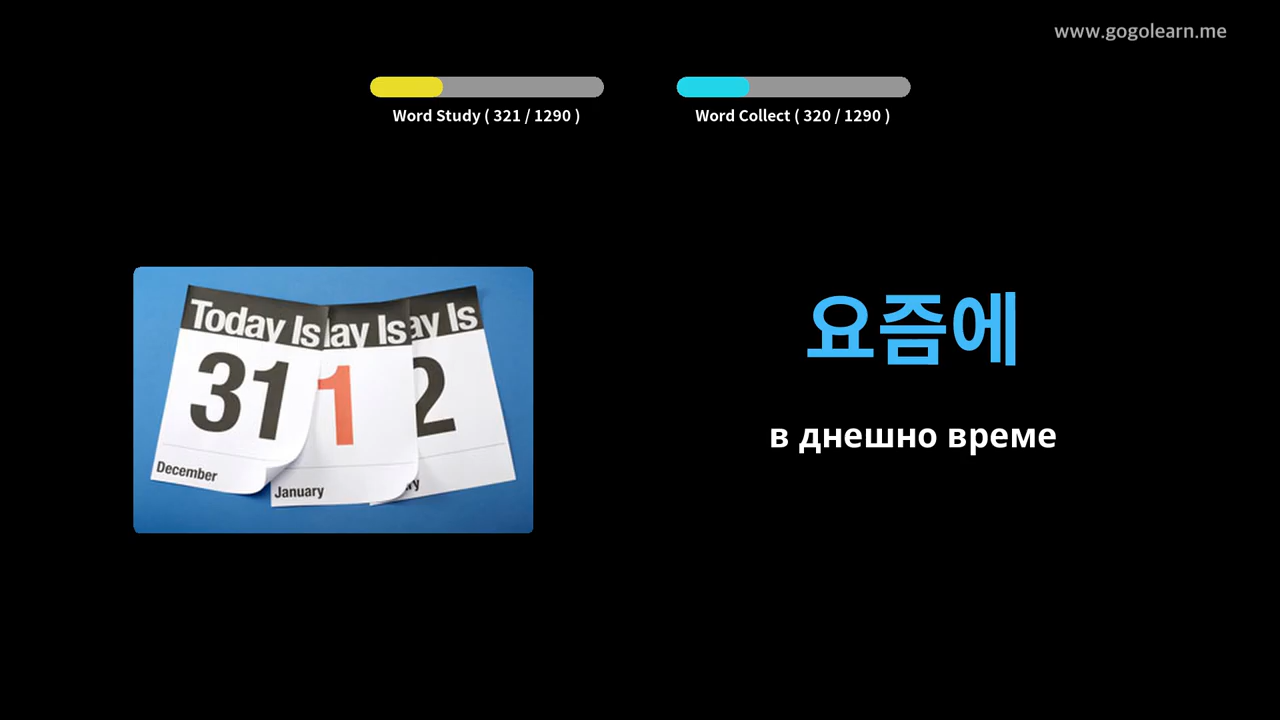 www.gogolearn.me
Word Study ( 321 / 1290 )
Word Collect ( 320 / 1290 )
Today Is
ay Is
ay Is
31
1
2
December
January
ry
요즘에
в днешно време